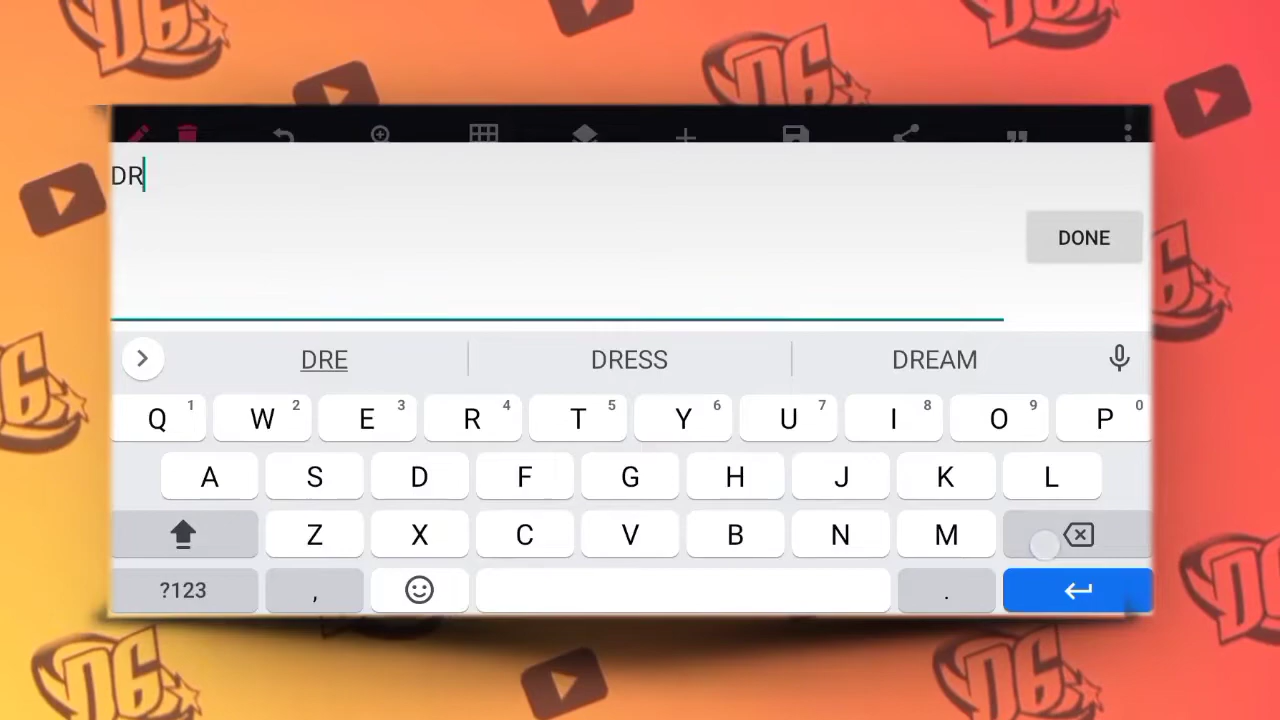 DR
DONE
DRE DRESS DREAM
Q 1 W 2 E 3 R 4 T 5 Y 6 U 7 I 8 O 9 P 0
A S D F G H J K L
Z X C V B N M
?123 , .